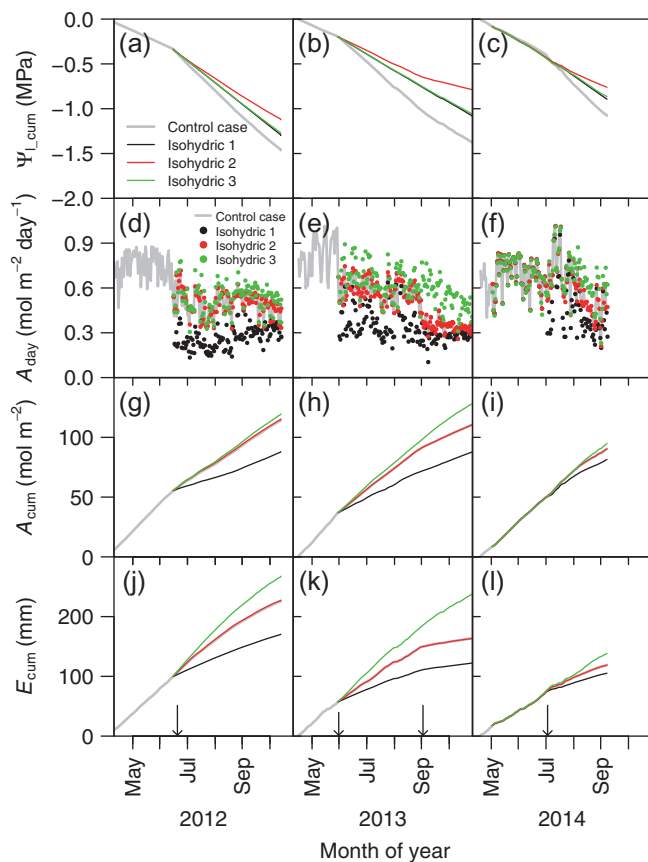 0.0
−0.5
−1.0
−1.5
−2.0
Ψl_cum (MPa)
(a)
(b)
(c)
Control case
Isohydric 1
Isohydric 2
Isohydric 3
0.9
0.6
0.3
0.0
Aday (mol m−2 day−1)
(d)
(e)
(f)
Control case
Isohydric 1
Isohydric 2
Isohydric 3
100
50
0
Acum (mol m−2)
(g)
(h)
(i)
200
100
0
Ecum (mm)
(j)
(k)
(l)
May Jul Sep May Jul Sep May Jul Sep
2012 2013 2014
Month of year